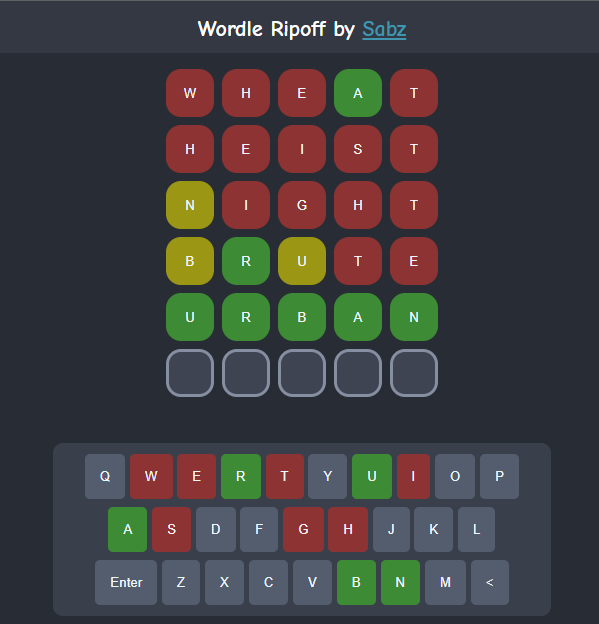 Wordle Ripoff by Sabz
W H E A T
H E I S T
N I G H T
B R U T E
U R B A N
Q W E R T Y U I O P
A S D F G H J K L
Enter Z X C V B N M <